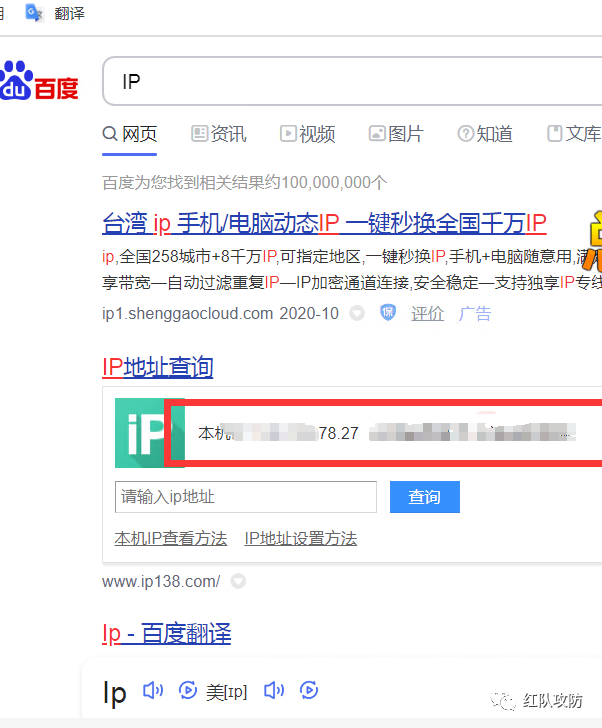 翻译
du 百度
IP
网页 资讯 视频 图片 知道 文库
百度为您找到相关结果约100,000,000个
台湾 ip 手机/电脑动态IP 一键秒换全国千万IP
ip,全国258城市+8千万IP,可指定地区,一键秒换IP,手机+电脑随意用,满
享带宽—自动过滤重复IP—IP加密通道连接,安全稳定—支持独享IP专线
ip1.shenggaocloud.com 2020-10 保 评价 广告
IP地址查询
iP 本机 78.27
请输入ip地址 查询
本机IP查看方法 IP地址设置方法
www.ip138.com/
Ip - 百度翻译
Ip 美[ɪp]
红队攻防